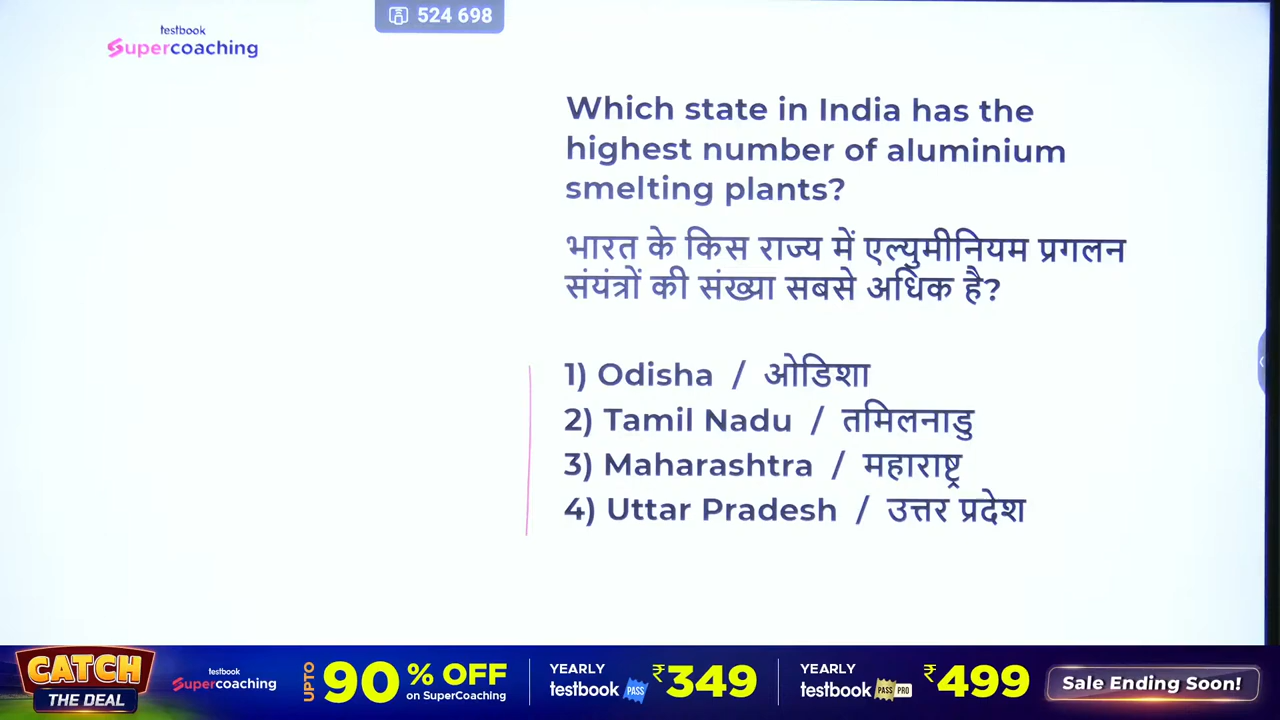 524 698
testbook
Supercoaching
Which state in India has the
highest number of aluminium
smelting plants?
भारत के किस राज्य में एल्युमीनियम प्रगलन
संयंत्रों की संख्या सबसे अधिक है?
1) Odisha / ओडिशा
2) Tamil Nadu / तमिलनाडु
3) Maharashtra / महाराष्ट्र
4) Uttar Pradesh / उत्तर प्रदेश
CATCH
THE DEAL
testbook
Supercoaching
UPTO
90% OFF
on SuperCoaching
YEARLY
testbook PASS
₹349
YEARLY
testbook PASS PRO
₹499
Sale Ending Soon!